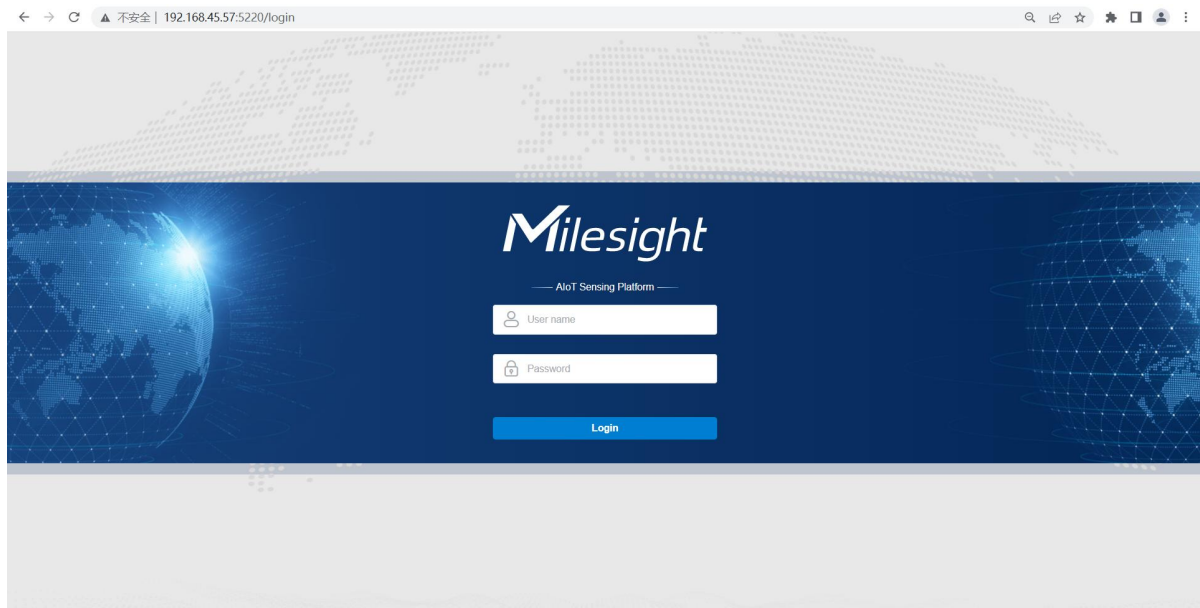 不安全 | 192.168.45.57:5220/login
Milesight
AIoT Sensing Platform
User name
Password
Login